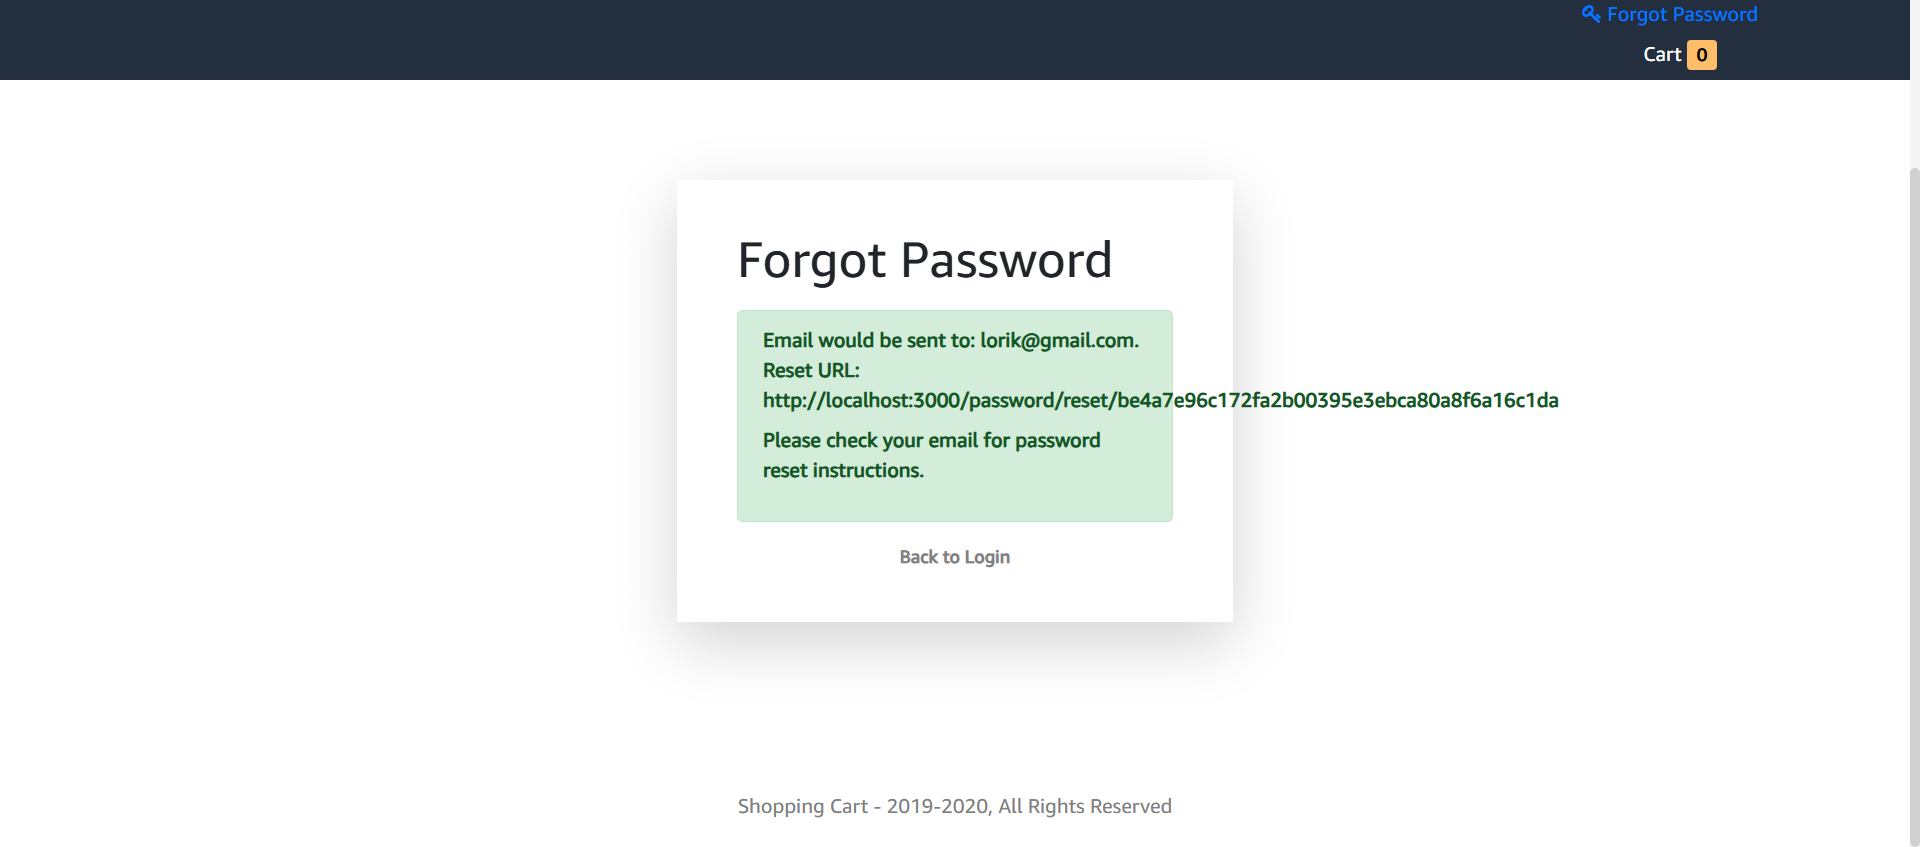 Forgot Password
Cart 0
Forgot Password
Email would be sent to: lorik@gmail.com.
Reset URL:
http://localhost:3000/password/reset/be4a7e96c172fa2b00395e3ebca80a8f6a16c1da
Please check your email for password
reset instructions.
Back to Login
Shopping Cart - 2019-2020, All Rights Reserved